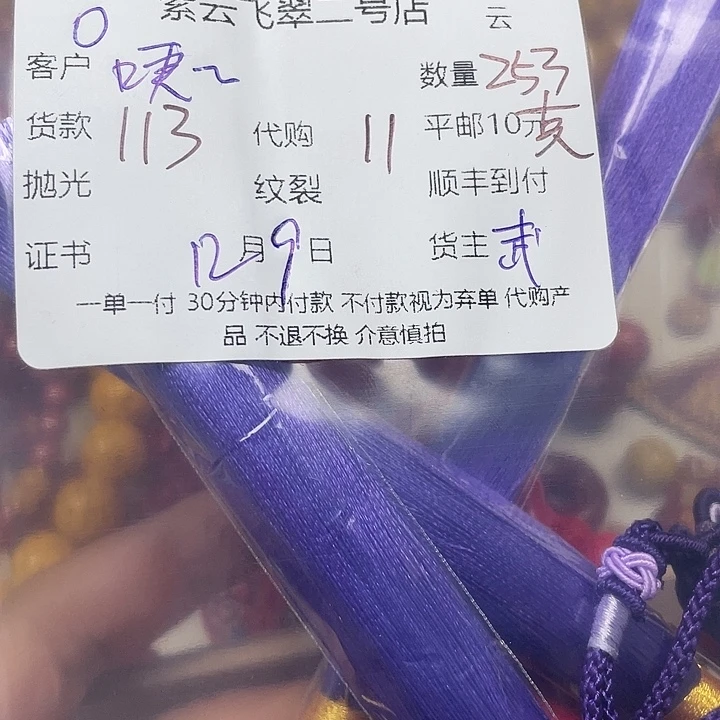 紫云飞翠二号店 云
客户 数量 253
货款 113 代购 11 平邮10元
抛光 纹裂 顺丰到付
证书 12月9日 货主 武
一单一付 30分钟内付款 不付款视为弃单 代购产
品 不退不换 介意慎拍